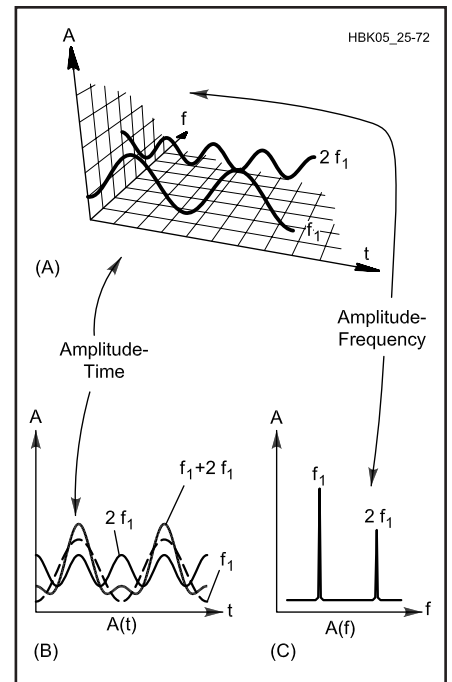 HBK05_25-72
A
f
2 f₁
f₁
t
(A)
Amplitude-
Time
Amplitude-
Frequency
A
f₁+2 f₁
2 f₁
f₁
t
A(t)
(B)
A
f₁
2 f₁
f
A(f)
(C)